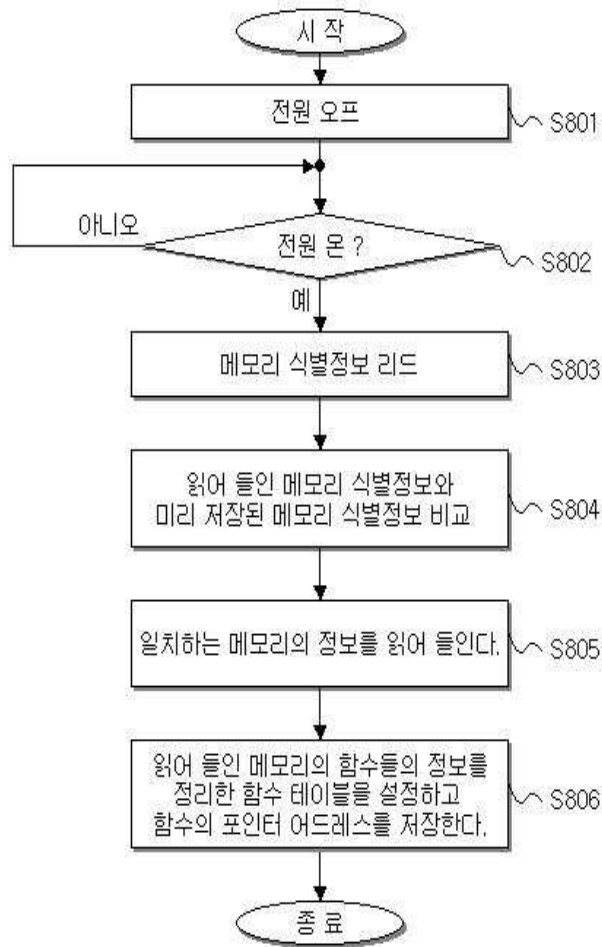 시 작
전원 오프
S801
아니오
전원 온 ?
S802
예
메모리 식별정보 리드
S803
읽어 들인 메모리 식별정보와
미리 저장된 메모리 식별정보 비교
S804
일치하는 메모리의 정보를 읽어 들인다.
S805
읽어 들인 메모리의 함수들의 정보를
정리한 함수 테이블을 설정하고
함수의 포인터 어드레스를 저장한다.
S806
종 료